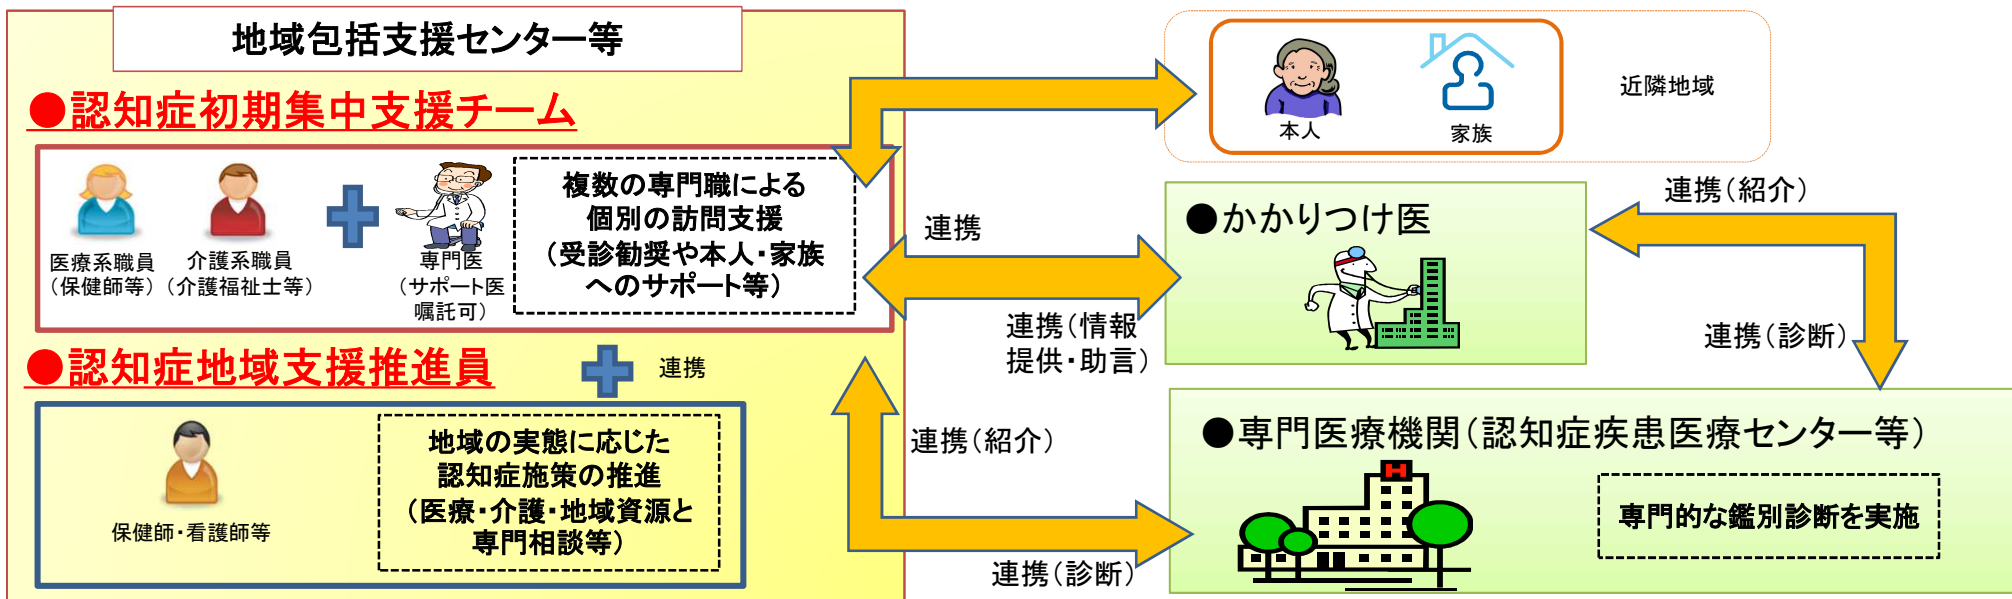 地域包括支援センター等
●認知症初期集中支援チーム
医療系職員
（保健師等）
介護系職員
（介護福祉士等）
専門医
（サポート医
嘱託可）
複数の専門職による
個別の訪問支援
（受診勧奨や本人・家族
へのサポート等）
●認知症地域支援推進員
連携
保健師・看護師等
地域の実態に応じた
認知症施策の推進
（医療・介護・地域資源と
専門相談等）
本人
家族
近隣地域
連携
連携（情報
提供・助言）
●かかりつけ医
連携（紹介）
連携（診断）
連携（紹介）
連携（診断）
●専門医療機関（認知症疾患医療センター等）
H
専門的な鑑別診断を実施